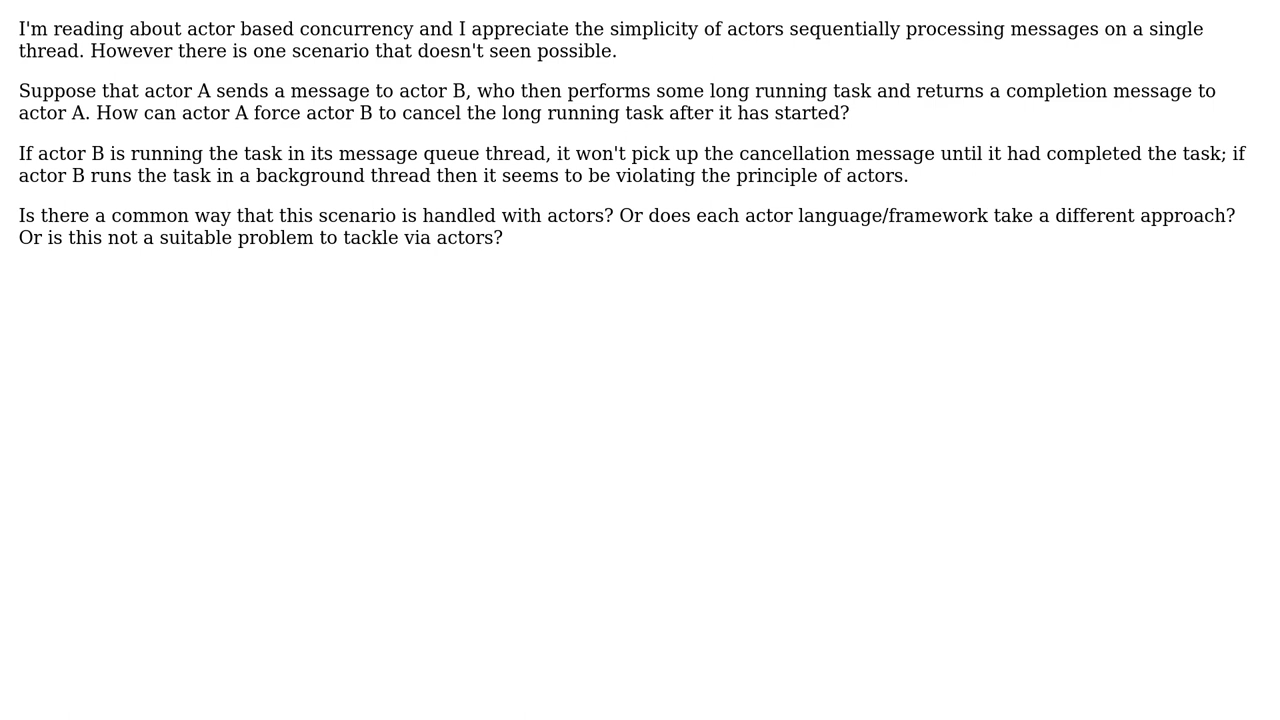 I'm reading about actor based concurrency and I appreciate the simplicity of actors sequentially processing messages on a single
thread. However there is one scenario that doesn't seen possible.
Suppose that actor A sends a message to actor B, who then performs some long running task and returns a completion message to
actor A. How can actor A force actor B to cancel the long running task after it has started?
If actor B is running the task in its message queue thread, it won't pick up the cancellation message until it had completed the task; if
actor B runs the task in a background thread then it seems to be violating the principle of actors.
Is there a common way that this scenario is handled with actors? Or does each actor language/framework take a different approach?
Or is this not a suitable problem to tackle via actors?